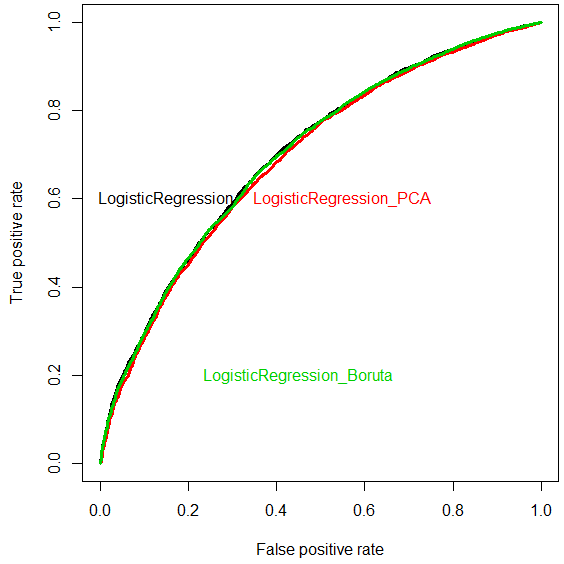 1.0
0.8
0.6
0.4
0.2
0.0
True positive rate
LogisticRegression
LogisticRegression_PCA
LogisticRegression_Boruta
0.0 0.2 0.4 0.6 0.8 1.0
False positive rate